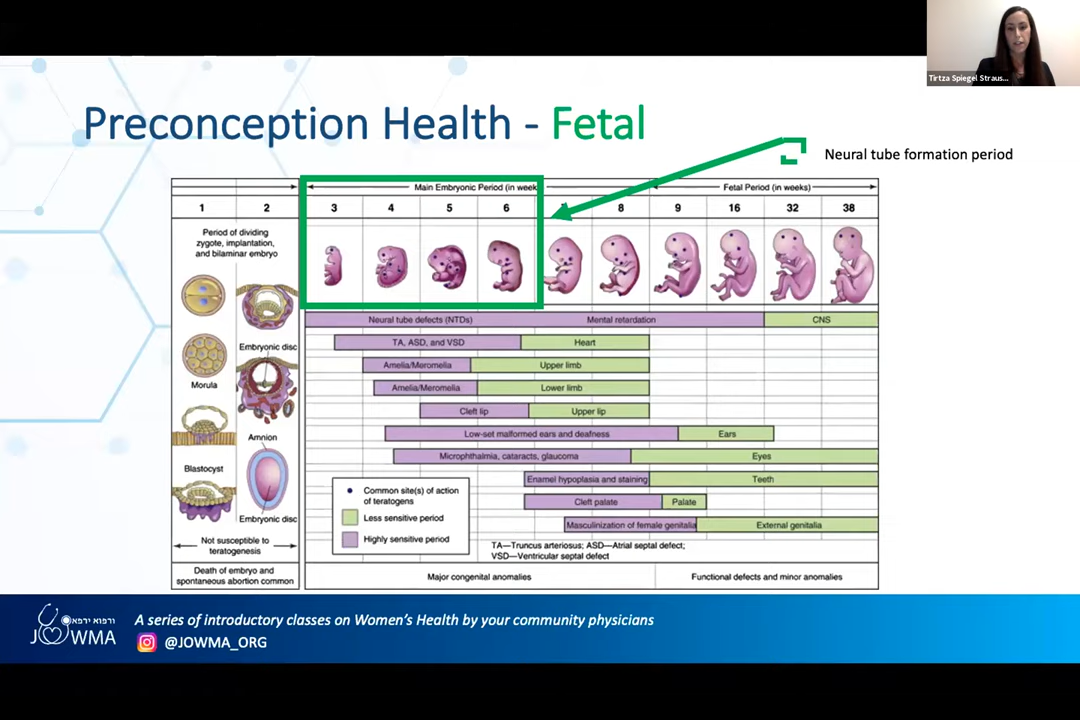 Tirtza Spiegel Straus...
Preconception Health - Fetal
Neural tube formation period
Main Embryonic Period (in week
Fetal Period (in weeks)
1
2
3
4
5
6
8
9
16
32
38
Period of dividing
zygote, implantation,
and bilaminar embryo
Embryonic disc
Morula
Amnion
Blastocyst
Embryonic disc
Not susceptible to
teratogenesis
Death of embryo and
spontaneous abortion common
Neural tube defects (NTDs)
Mental retardation
CNS
TA, ASD, and VSD
Heart
Amelia/Meromelia
Upper limb
Amelia/Meromelia
Lower limb
Cleft lip
Upper lip
Low-set malformed ears and deafness
Ears
Microphthalmia, cataracts, glaucoma
Eyes
Enamel hypoplasia and staining
Teeth
Cleft palate
Palate
Masculinization of female genitalia
External genitalia
Common site(s) of action
of teratogens
Less sensitive period
Highly sensitive period
TA—Truncus arteriosus; ASD—Atrial septal defect;
VSD—Ventricular septal defect
Major congenital anomalies
Functional defects and minor anomalies
ורפוא ירפא
JOWMA
A series of introductory classes on Women's Health by your community physicians
@JOWMA_ORG